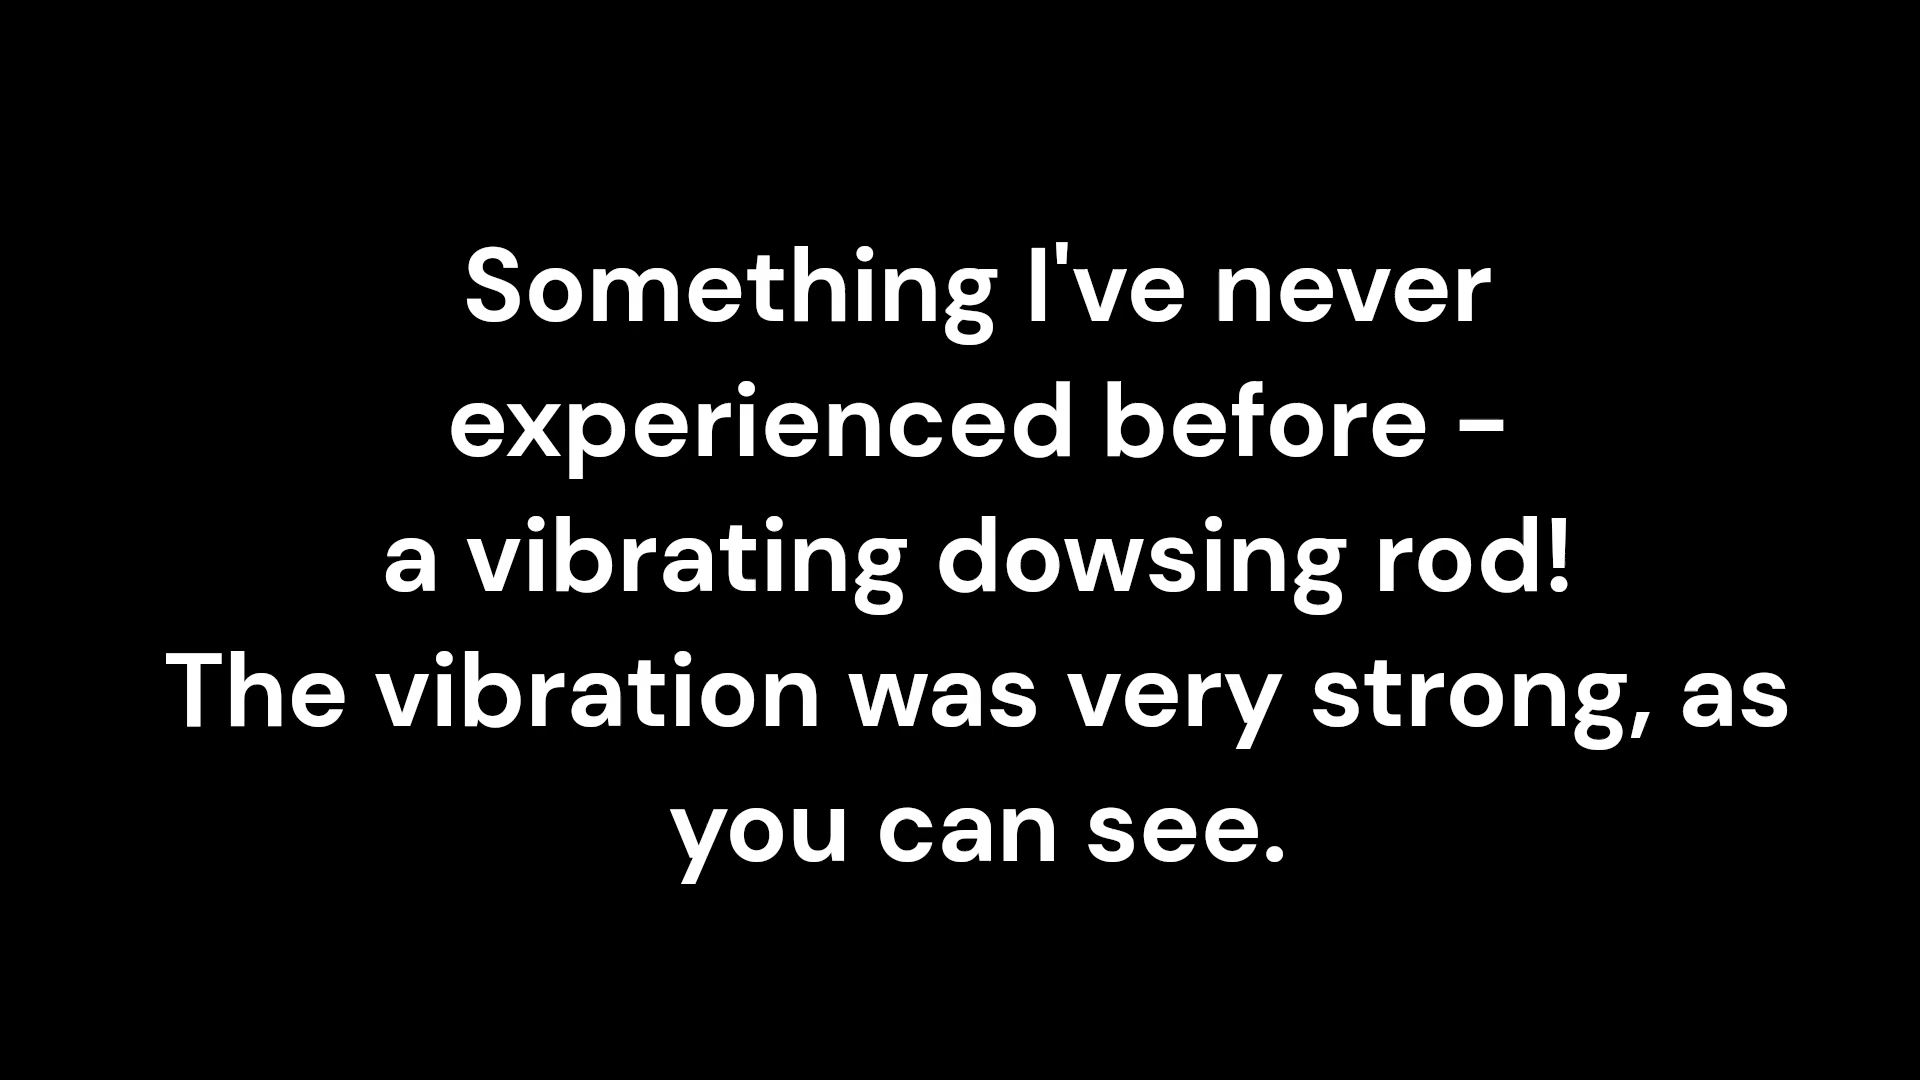 Something I've never
experienced before -
a vibrating dowsing rod!
The vibration was very strong, as
you can see.